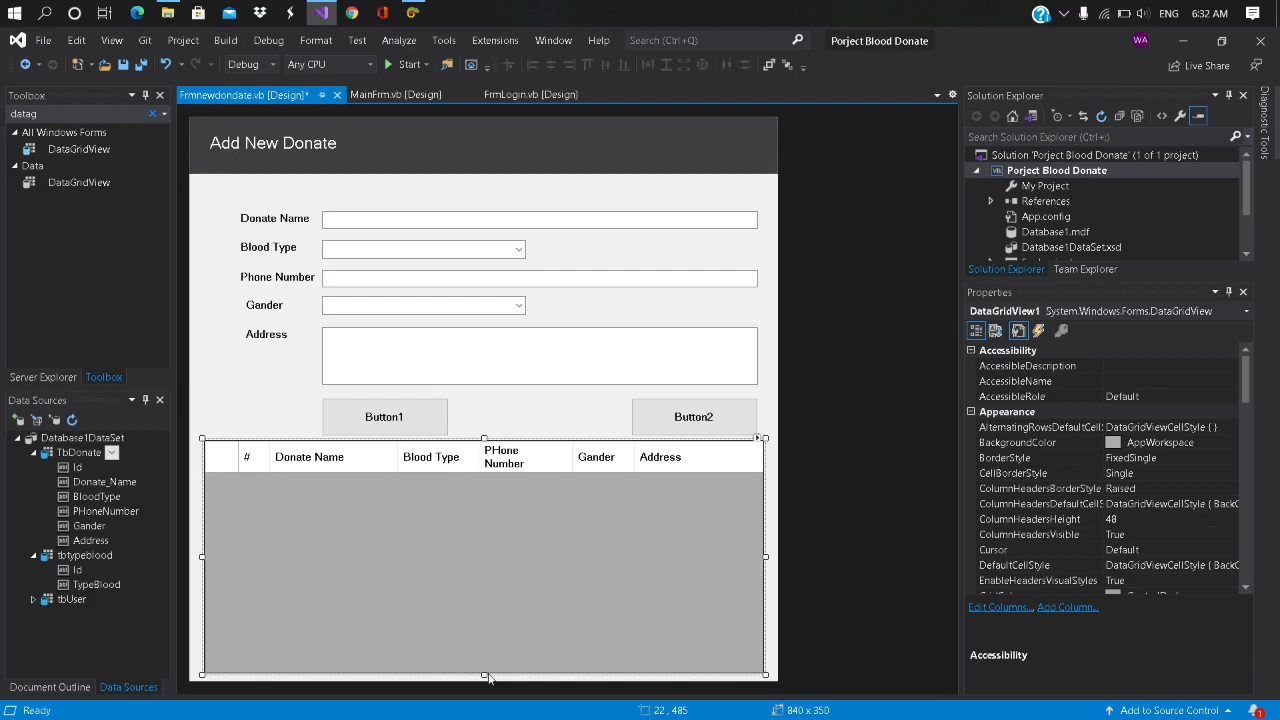 ENG 6:32 AM
File Edit View Git Project Build Debug Format Test Tools Analyze Extensions Window Help Search (Ctrl+Q) Porject Blood Donate WA
Debug Any CPU Start Live Share
Toolbox
datag
All Windows Forms
DataGridView
Data
DataGridView
Server Explorer Toolbox
Data Sources
Database1DataSet
TbDonate
Id
Donate_Name
BloodType
PHoneNumber
Gander
Address
tbtypeblood
Id
TypeBlood
tbUser
Document Outline Data Sources
Frmnewdondate.vb [Design]* MainFrm.vb [Design] FrmLogin.vb [Design]
Add New Donate
Donate Name
Blood Type
Phone Number
Gander
Address
Button1 Button2
# Donate Name Blood Type PHone Number Gander Address
Solution Explorer
Search Solution Explorer (Ctrl+;)
Solution 'Porject Blood Donate' (1 of 1 project)
Porject Blood Donate
My Project
References
App.config
Database1.mdf
Database1DataSet.xsd
Solution Explorer Team Explorer
Properties
DataGridView1 System.Windows.Forms.DataGridView
Accessibility
AccessibleDescription
AccessibleName
AccessibleRole Default
Appearance
AlternatingRowsDefaultCell DataGridViewCellStyle { }
BackgroundColor AppWorkspace
BorderStyle FixedSingle
CellBorderStyle Single
ColumnHeadersBorderStyle Raised
ColumnHeadersDefaultCellS DataGridViewCellStyle { BackC
ColumnHeadersHeight 40
ColumnHeadersVisible True
Cursor Default
DefaultCellStyle DataGridViewCellStyle { BackC
EnableHeadersVisualStyles True
Edit Columns..., Add Column...
Accessibility
Diagnostic Tools
Ready 22 , 485 840 x 350 Add to Source Control 1